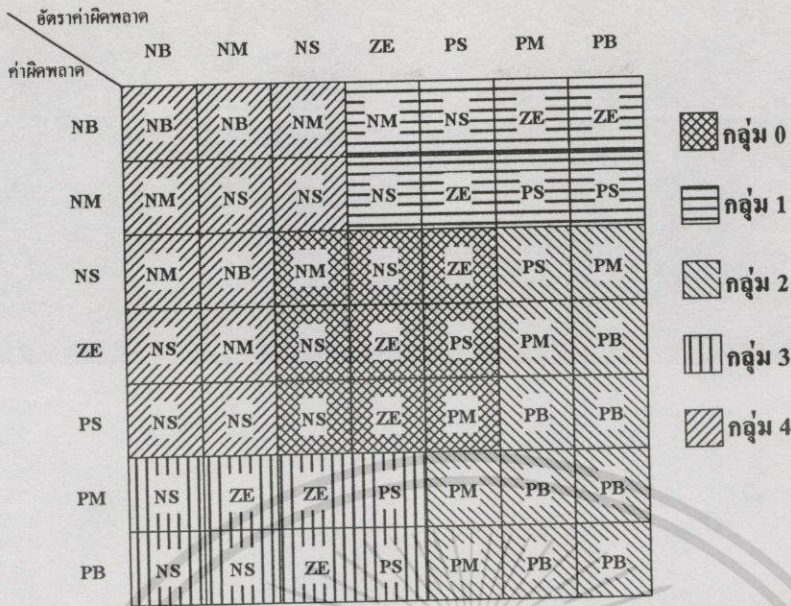 อัตราค่าผิดพลาด
NB NM NS ZE PS PM PB
ค่าผิดพลาด
NB NB NB NM NM NS ZE ZE
NM NM NS NS NS ZE PS PS
NS NM NB NM NS ZE PS PM
ZE NS NM NS ZE PS PM PB
PS NS NS NS ZE PM PB PB
PM NS ZE ZE PS PM PB PB
PB NS NS ZE PS PM PB PB
กลุ่ม 0
กลุ่ม 1
กลุ่ม 2
กลุ่ม 3
กลุ่ม 4